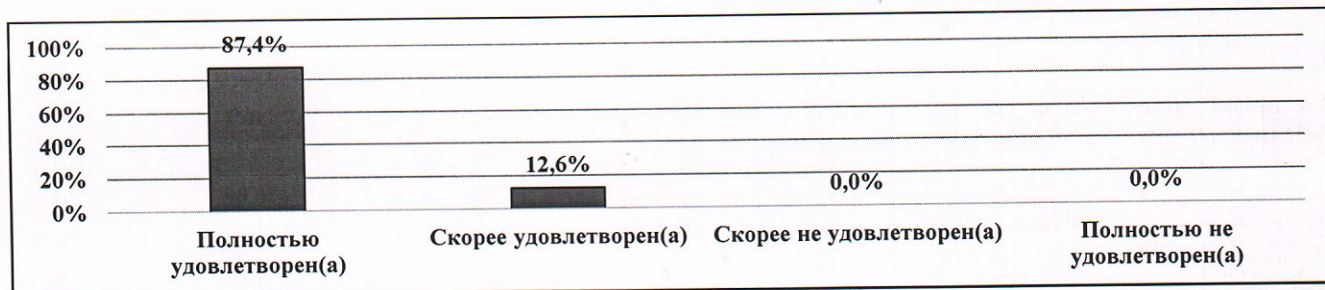 100%
80%
60%
40%
20%
0%
87,4%
12,6%
0,0%
0,0%
Полностью
удовлетворен(а)
Скорее удовлетворен(а)
Скорее не удовлетворен(а)
Полностью не
удовлетворен(а)